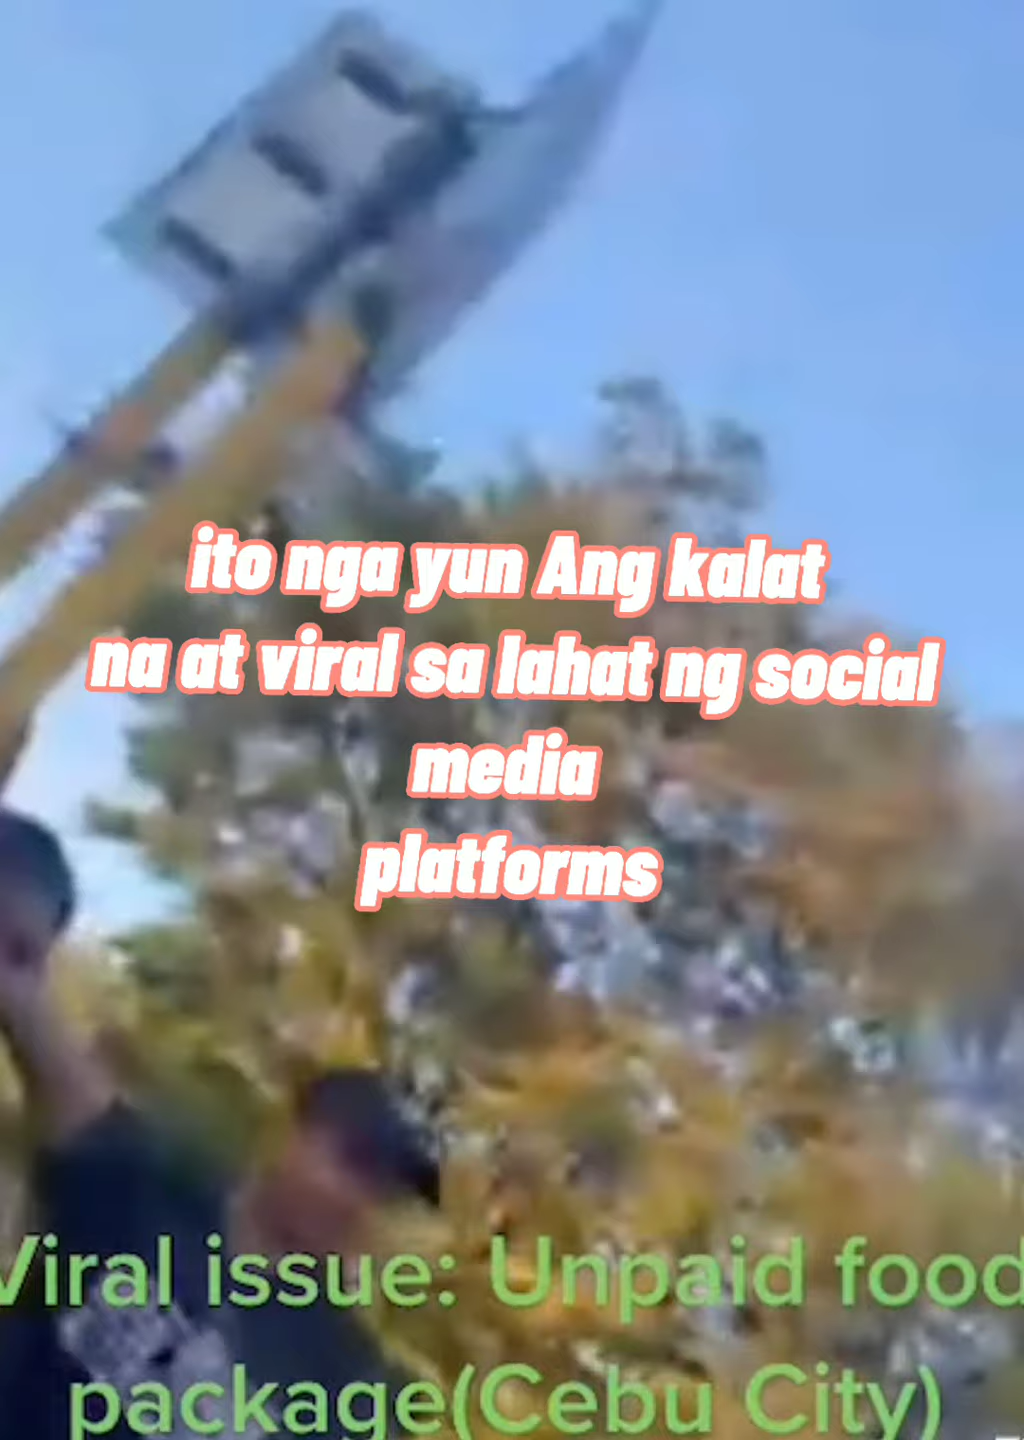 ito nga yun Ang kalat
na at viral sa lahat ng social
media
platforms
Viral issue: Unpaid food
package(Cebu City)